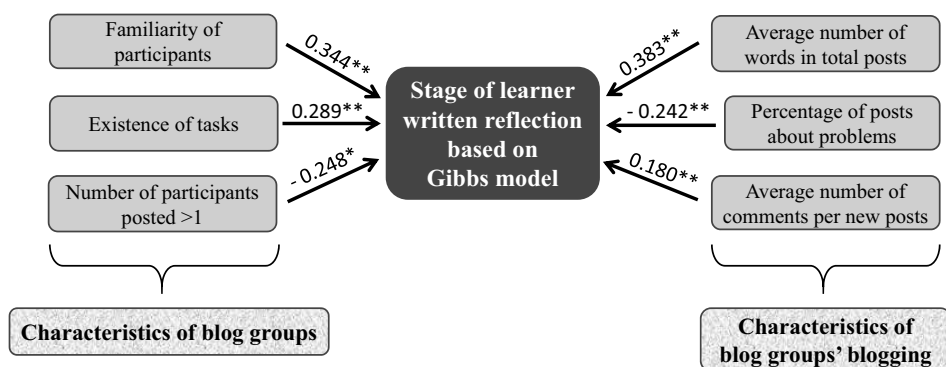 Familiarity of
participants
0.344**
Existence of tasks
0.289**
Number of participants
posted >1
- 0.248*
Characteristics of blog groups
Stage of learner
written reflection
based on
Gibbs model
0.383**
Average number of
words in total posts
- 0.242**
Percentage of posts
about problems
0.180**
Average number of
comments per new posts
Characteristics of
blog groups’ blogging